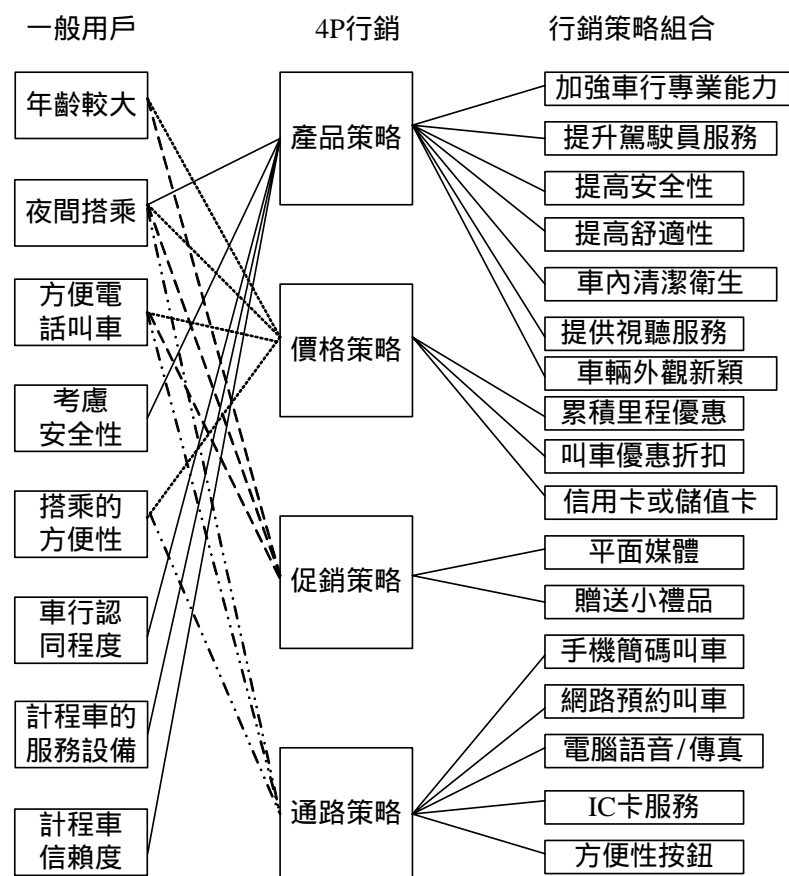 一般用戶
年齡較大
夜間搭乘
方便電
話叫車
考慮
安全性
搭乘的
方便性
車行認
同程度
計程車的
服務設備
計程車
信賴度
4P行銷
產品策略
價格策略
促銷策略
通路策略
行銷策略組合
加強車行專業能力
提升駕駛員服務
提高安全性
提高舒適性
車內清潔衛生
提供視聽服務
車輛外觀新穎
累積里程優惠
叫車優惠折扣
信用卡或儲值卡
平面媒體
贈送小禮品
手機簡碼叫車
網路預約叫車
電腦語音/傳真
IC卡服務
方便性按鈕